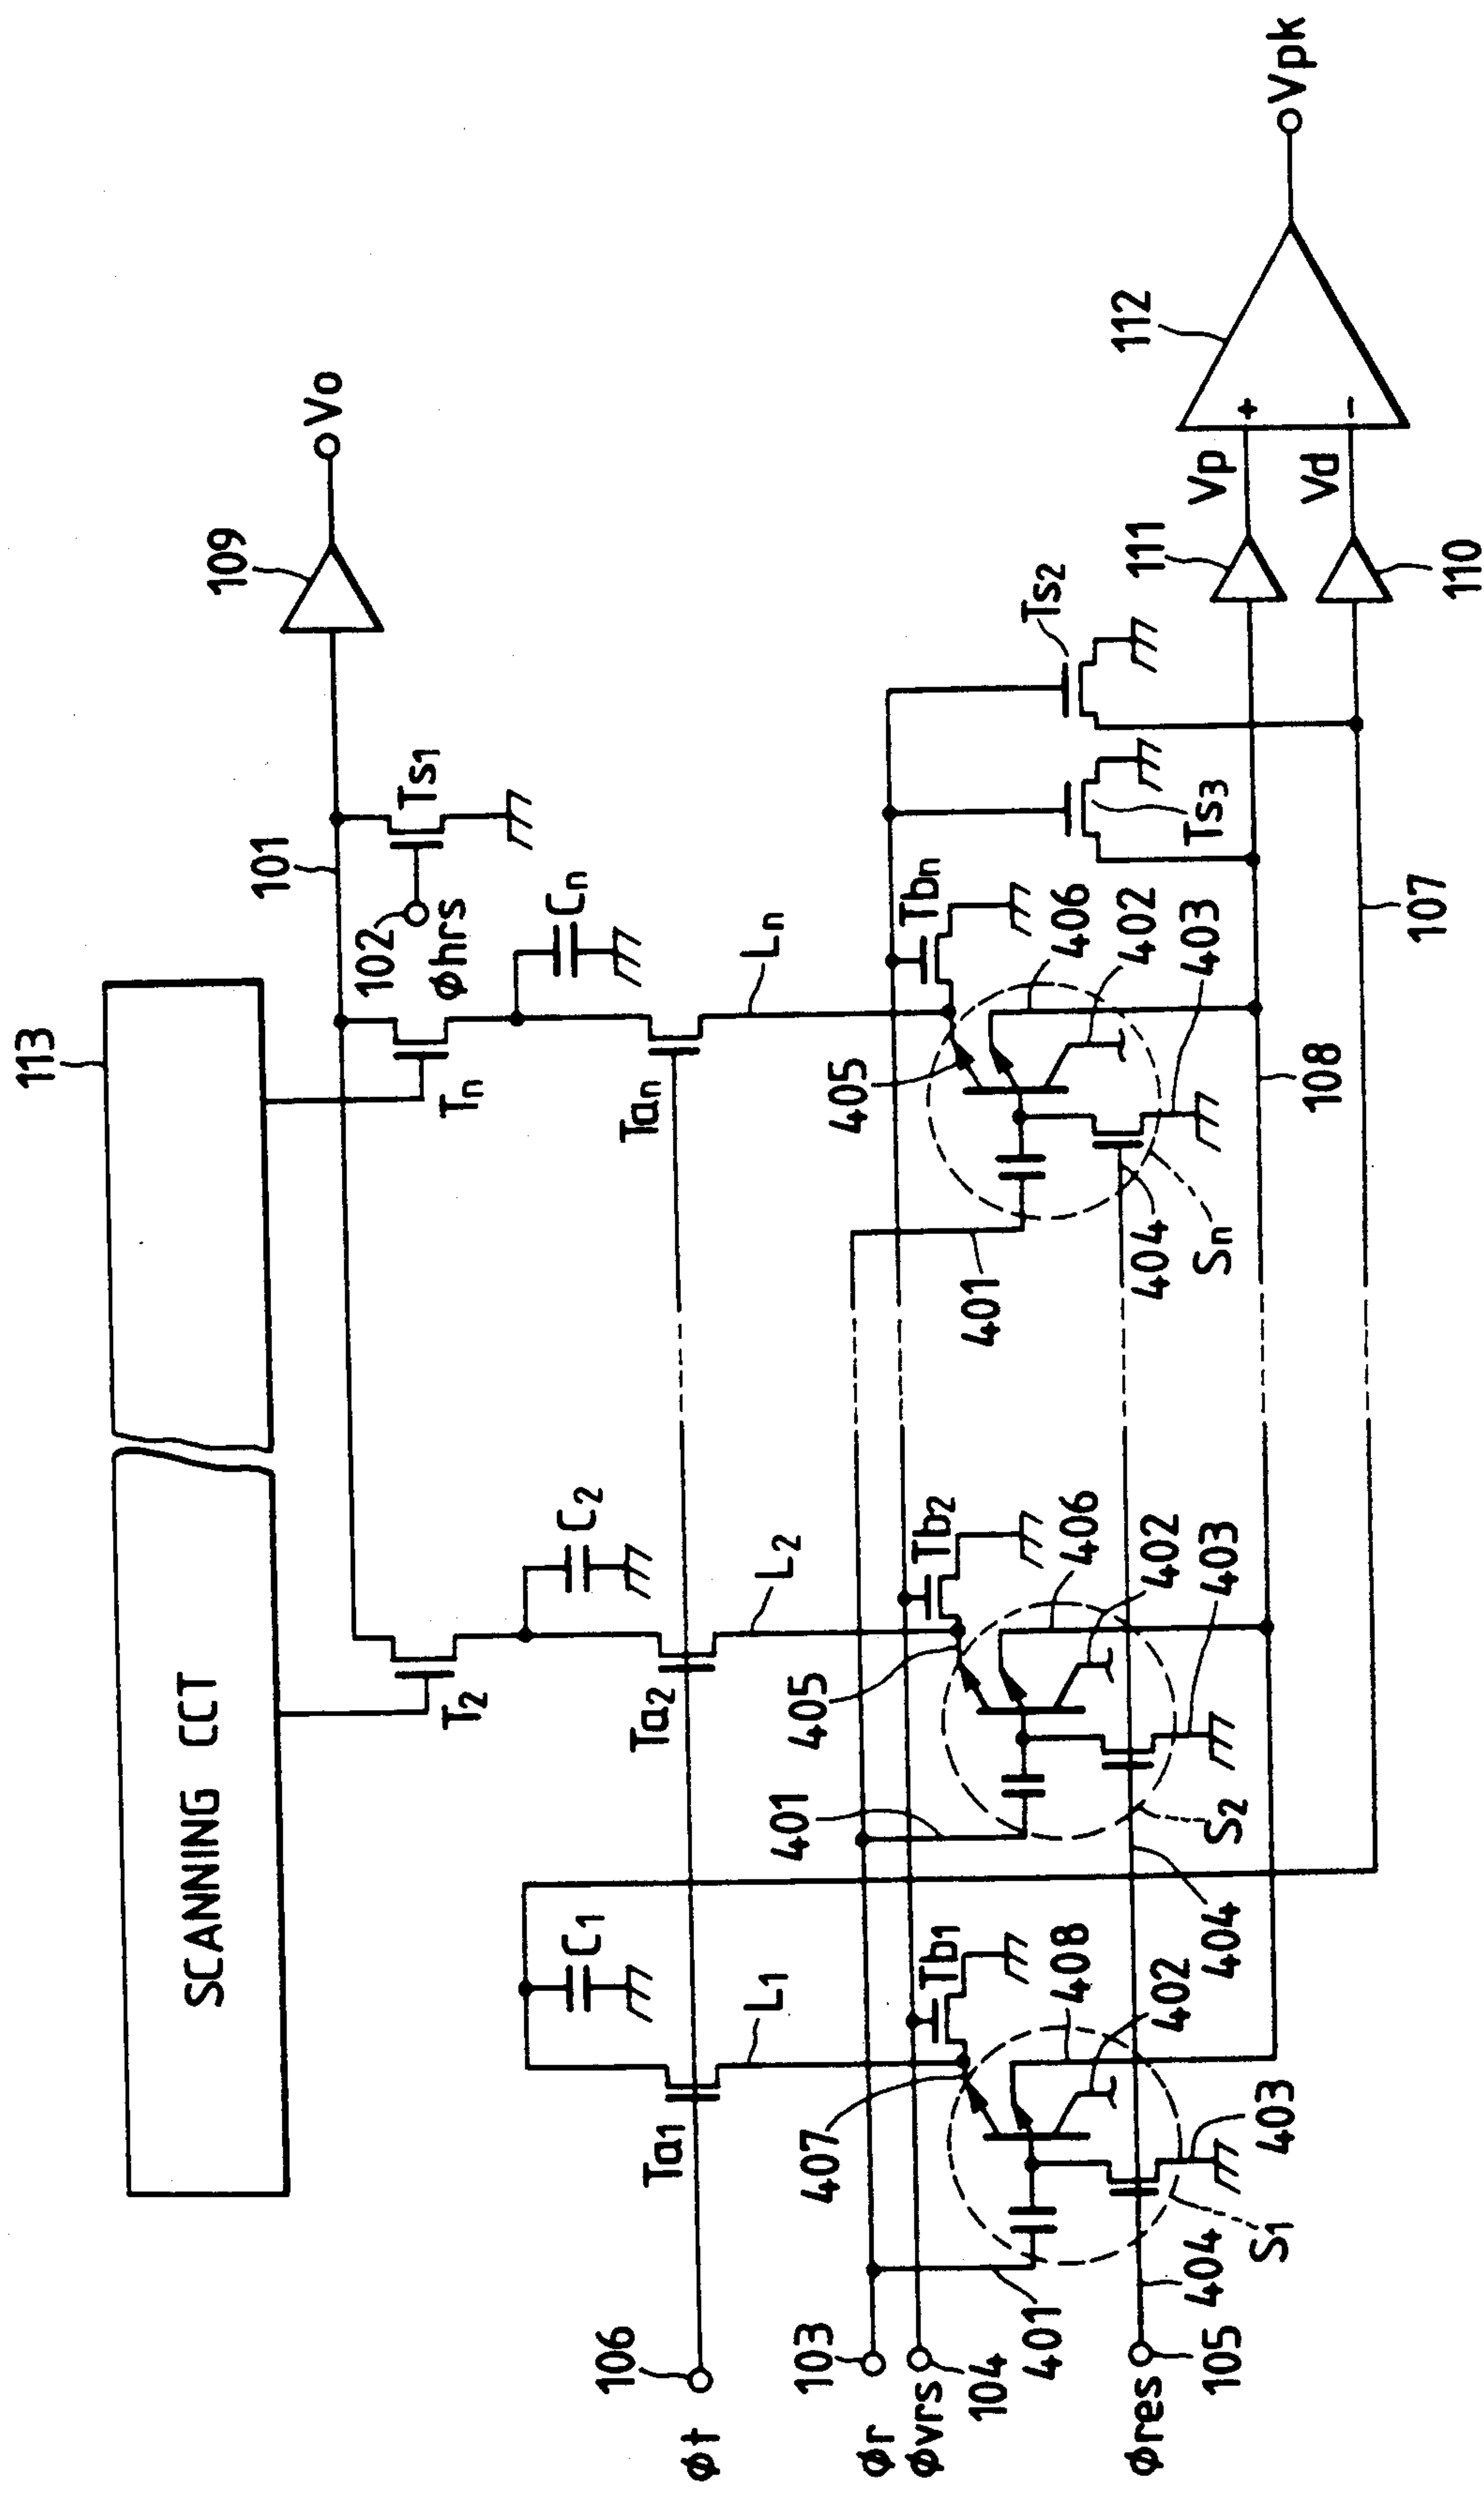 113
SCANNING CCT
109
Vo
101
102
φhrs
Ts1
T2
Tn
C1
C2
Cn
106
φt
Ta1
Ta2
Tan
L1
L2
Ln
103
φr
φvrs
104
401
407
Tb1
408
402
403
404
S1
φres
105
401
405
Tb2
406
402
403
404
S2
401
405
Tbn
406
402
403
404
Sn
108
107
Ts3
Ts2
111
110
Vp
Vd
+
−
112
Vpk